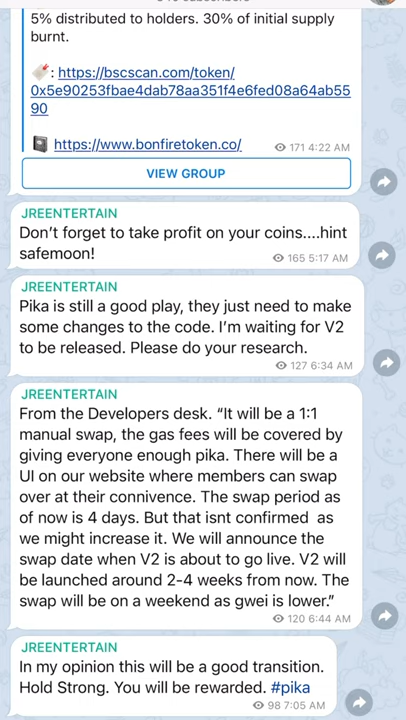 5% distributed to holders. 30% of initial supply
burnt.
: https://bscscan.com/token/
0x5e90253fbae4dab78aa351f4e6fed08a64ab55
90
https://www.bonfiretoken.co/
171 4:22 AM
VIEW GROUP
JREENTERTAIN
Don't forget to take profit on your coins....hint
safemoon!
165 5:17 AM
JREENTERTAIN
Pika is still a good play, they just need to make
some changes to the code. I'm waiting for V2
to be released. Please do your research.
127 6:34 AM
JREENTERTAIN
From the Developers desk. “It will be a 1:1
manual swap, the gas fees will be covered by
giving everyone enough pika. There will be a
UI on our website where members can swap
over at their connivence. The swap period as
of now is 4 days. But that isnt confirmed  as
we might increase it. We will announce the
swap date when V2 is about to go live. V2 will
be launched around 2-4 weeks from now. The
swap will be on a weekend as gwei is lower.”
120 6:44 AM
JREENTERTAIN
In my opinion this will be a good transition.
Hold Strong. You will be rewarded. #pika
98 7:05 AM